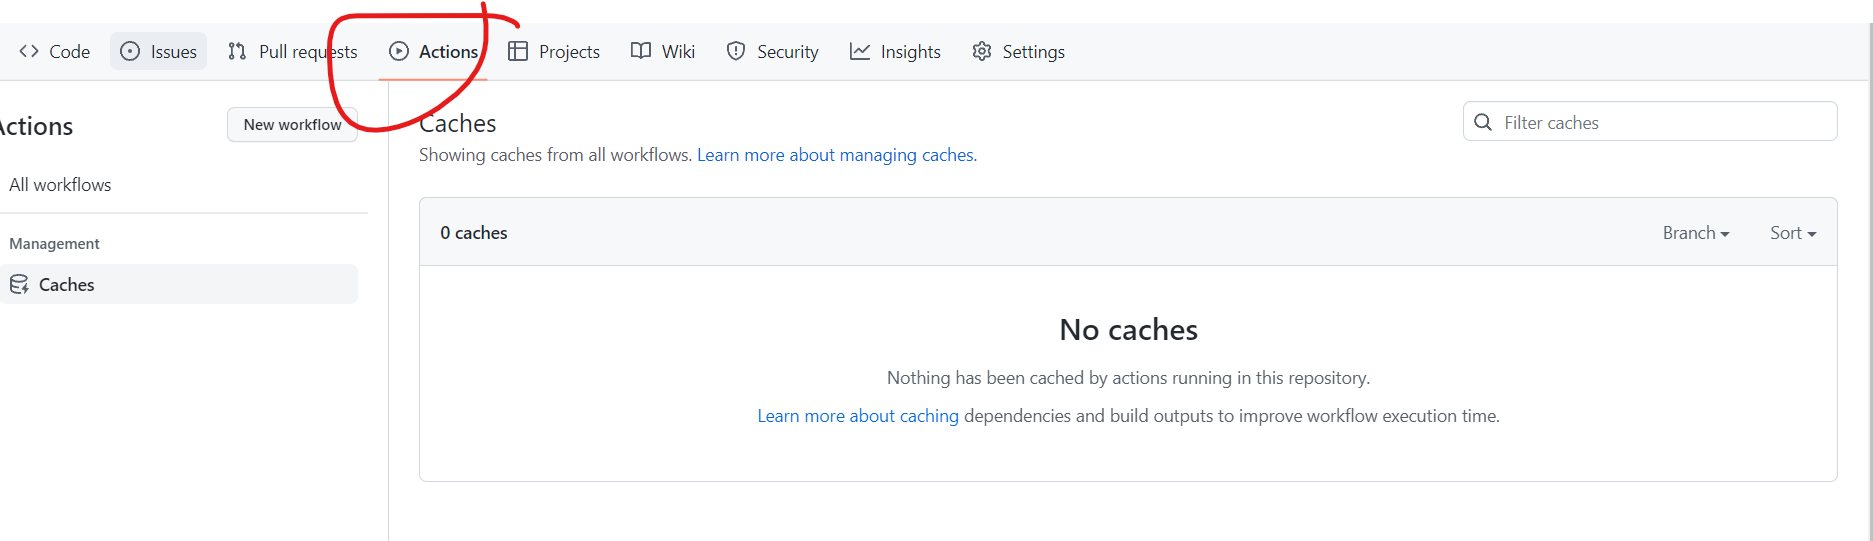 Code Issues Pull requests Actions Projects Wiki Security Insights Settings
Actions
New workflow
All workflows
Management
Caches
Caches
Filter caches
Showing caches from all workflows. Learn more about managing caches.
0 caches
Branch
Sort
No caches
Nothing has been cached by actions running in this repository.
Learn more about caching dependencies and build outputs to improve workflow execution time.